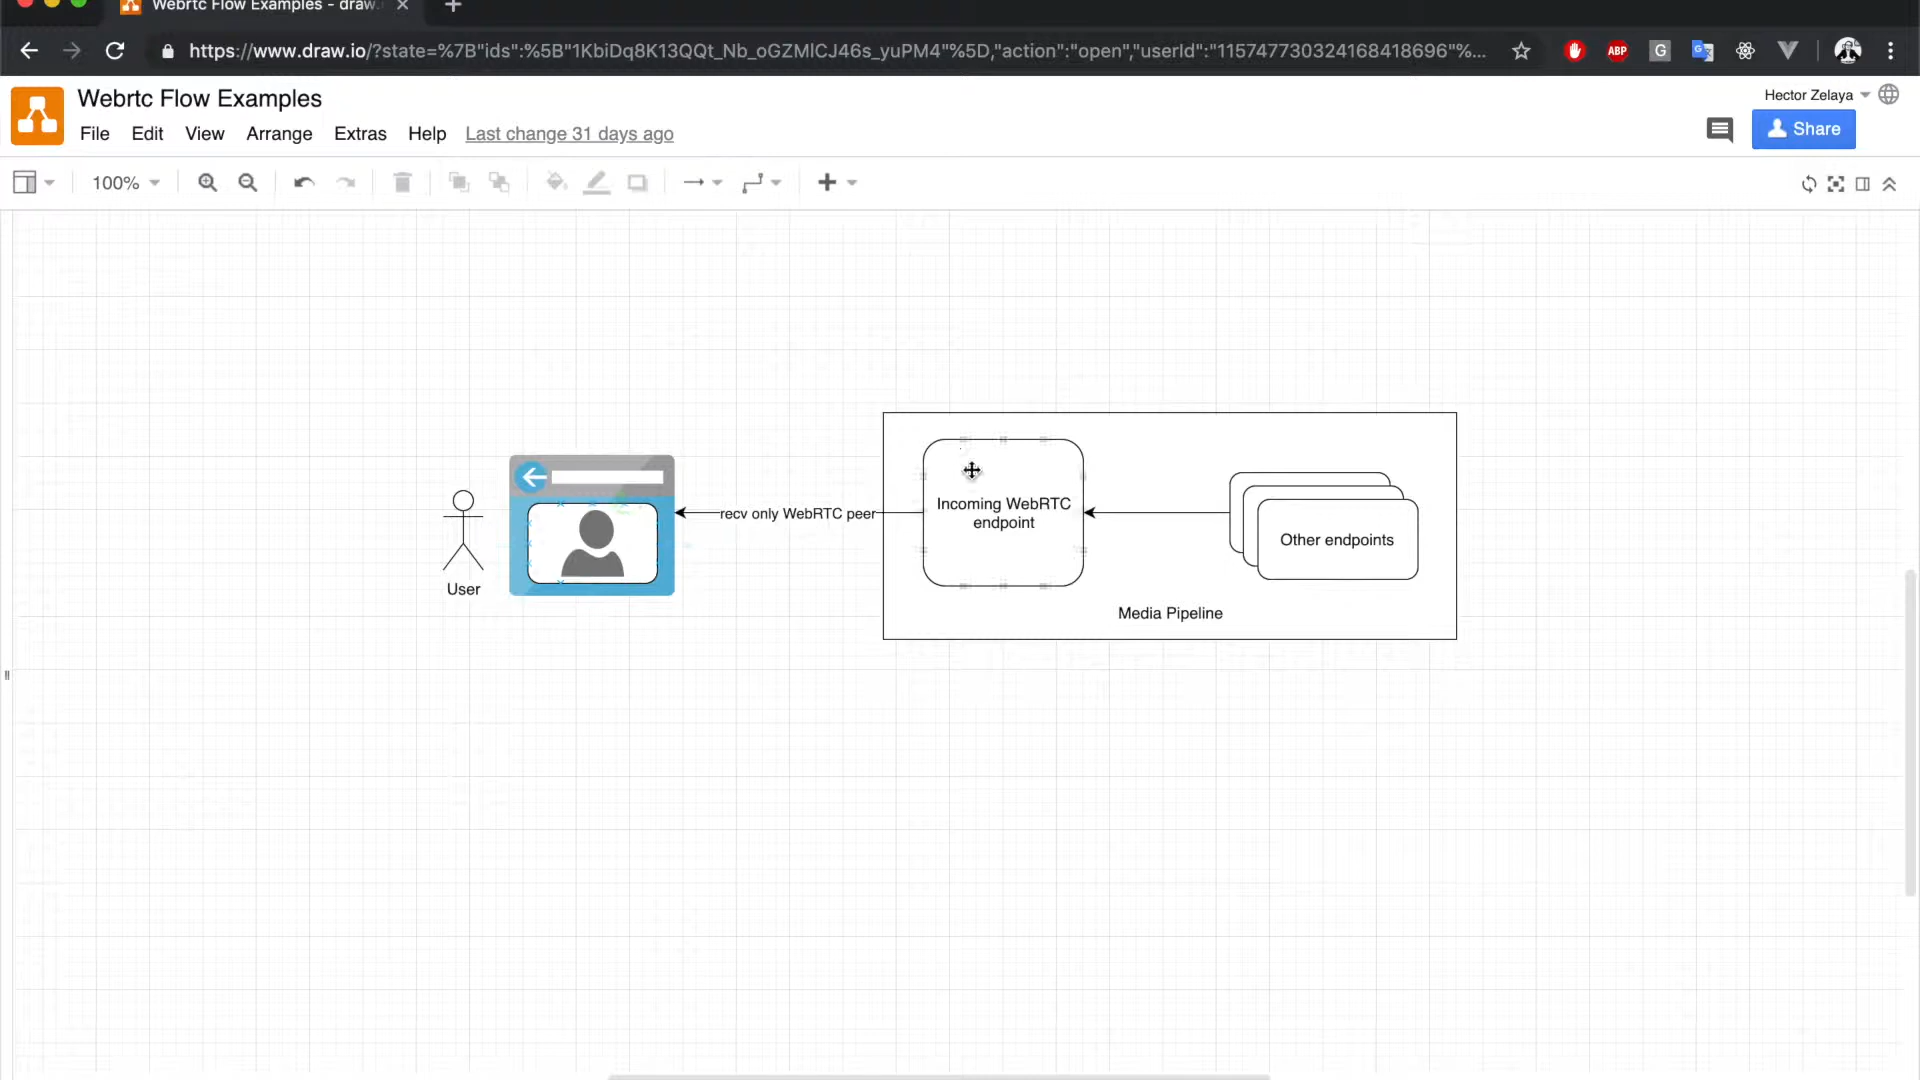 Webrtc Flow Examples - draw.
https://www.draw.io/?state=%7B"ids":%5B"1KbiDq8K13QQt_Nb_oGZMlCJ46s_yuPM4"%5D,"action":"open","userId":"115747730324168418696"%...
ABP
G
Webrtc Flow Examples
Hector Zelaya
File Edit View Arrange Extras Help Last change 31 days ago
Share
100%
Incoming WebRTC
endpoint
recv only WebRTC peer
Other endpoints
User
Media Pipeline